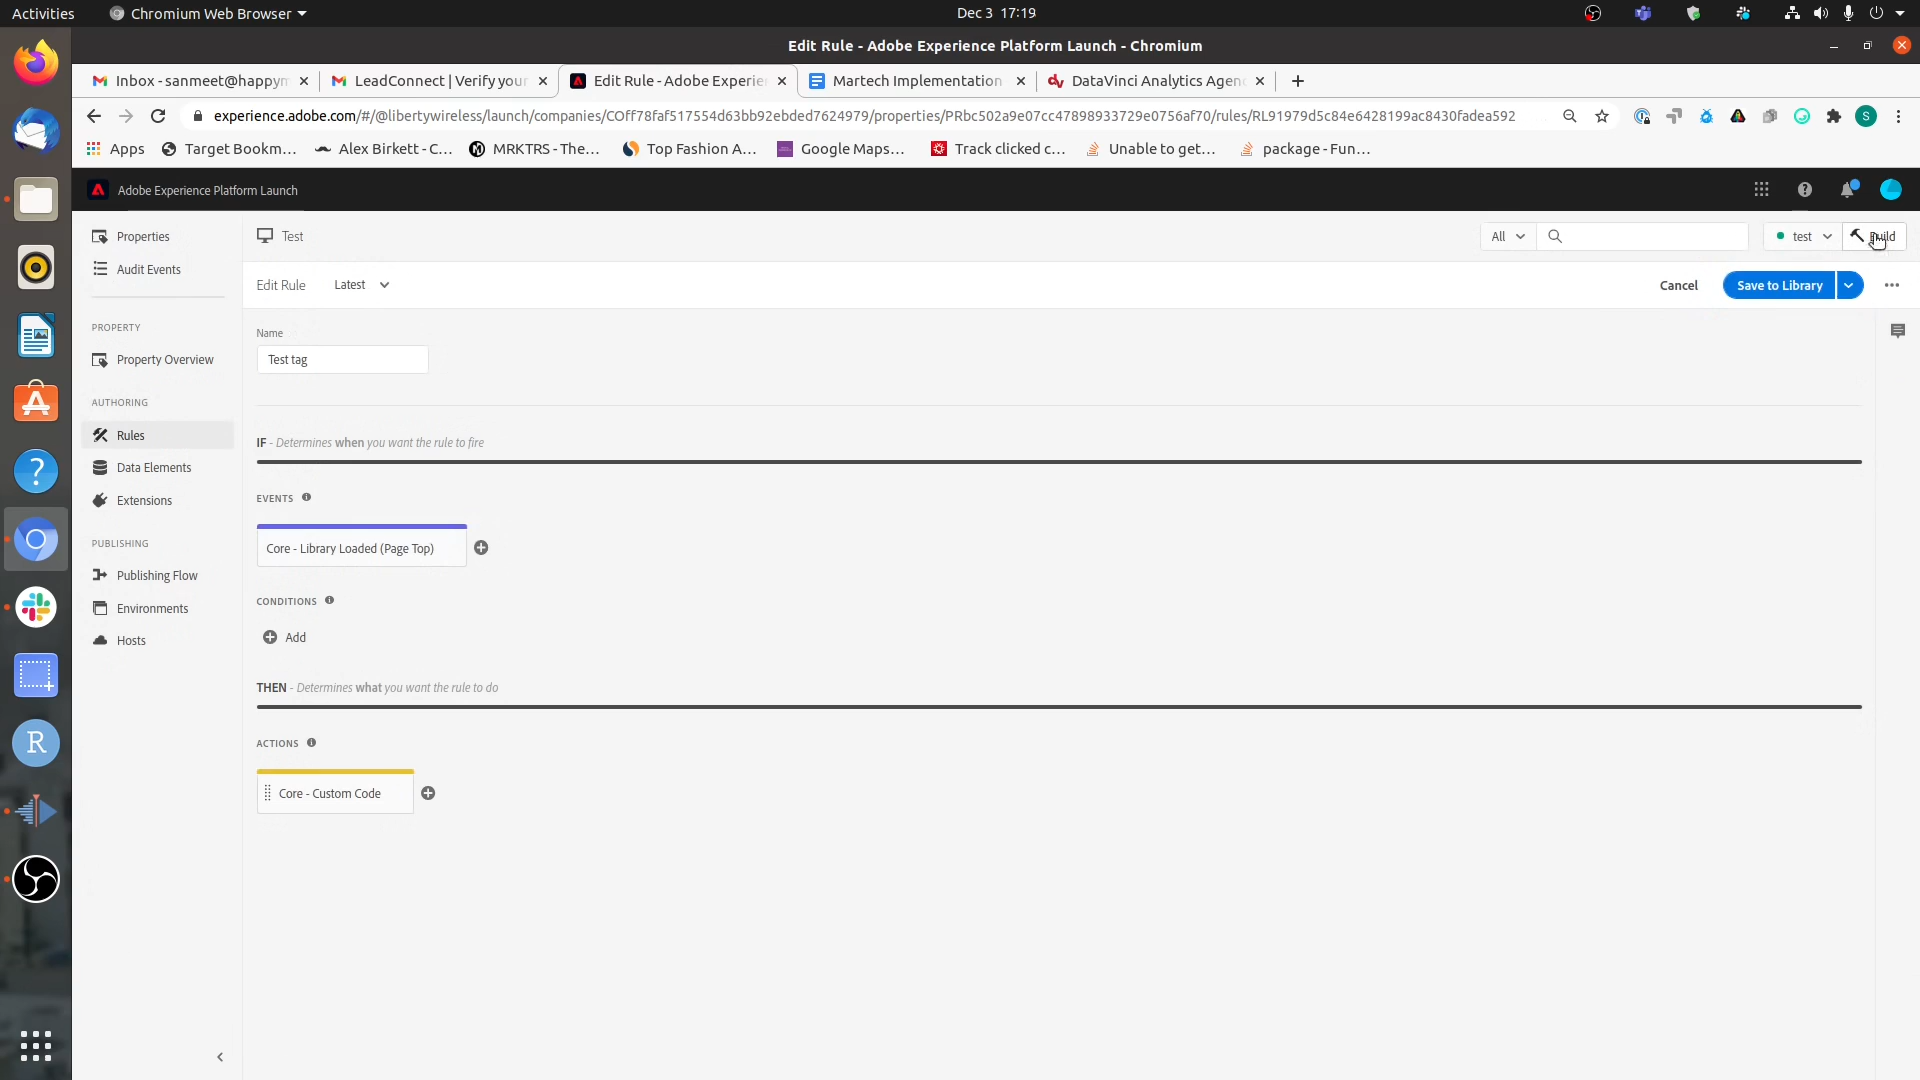 Activities Chromium Web Browser Dec 3 17:19
Edit Rule - Adobe Experience Platform Launch - Chromium
Inbox - sanmeet@happym LeadConnect | Verify your Edit Rule - Adobe Experie Martech Implementation DataVinci Analytics Agen
experience.adobe.com/#/@libertywireless/launch/companies/COff78faf517554d63bb92ebded7624979/properties/PRbc502a9e07cc47898933729e0756af70/rules/RL91979d5c84e6428199ac8430fadea592 S
Apps Target Bookm... Alex Birkett - C... MRKTRS - The... Top Fashion A... Google Maps... Track clicked c... Unable to get... package - Fun...
Adobe Experience Platform Launch
Properties Test All test Build
Audit Events Edit Rule Latest Cancel Save to Library
PROPERTY Name
Property Overview Test tag
AUTHORING
Rules IF - Determines when you want the rule to fire
Data Elements
Extensions EVENTS
PUBLISHING Core - Library Loaded (Page Top)
Publishing Flow
Environments CONDITIONS
Hosts Add
THEN - Determines what you want the rule to do
ACTIONS
Core - Custom Code